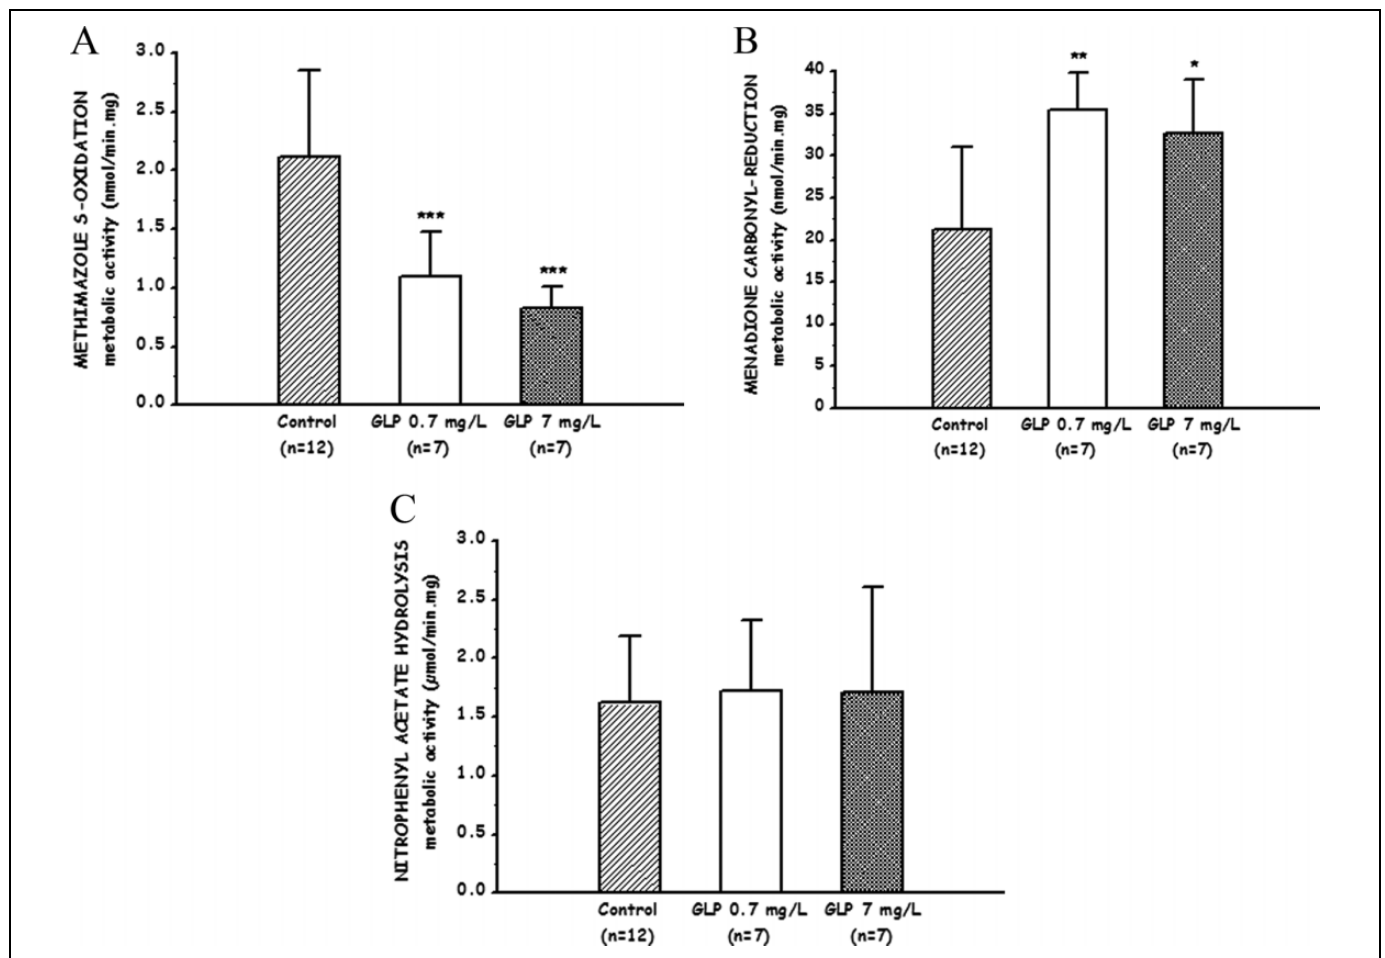 A
METHIMAZOLE S-OXIDATION
metabolic activity (nmol/min.mg)
3.0
2.5
2.0
1.5
1.0
0.5
0.0
***
***
Control
(n=12)
GLP 0.7 mg/L
(n=7)
GLP 7 mg/L
(n=7)
B
MENADIONE CARBONYL-REDUCTION
metabolic activity (nmol/min.mg)
40
35
30
25
20
15
10
5
0
**
*
Control
(n=12)
GLP 0.7 mg/L
(n=7)
GLP 7 mg/L
(n=7)
C
NITROPHENYL ACETATE HYDROLYSIS
metabolic activity (µmol/min.mg)
3.0
2.5
2.0
1.5
1.0
0.5
0.0
Control
(n=12)
GLP 0.7 mg/L
(n=7)
GLP 7 mg/L
(n=7)